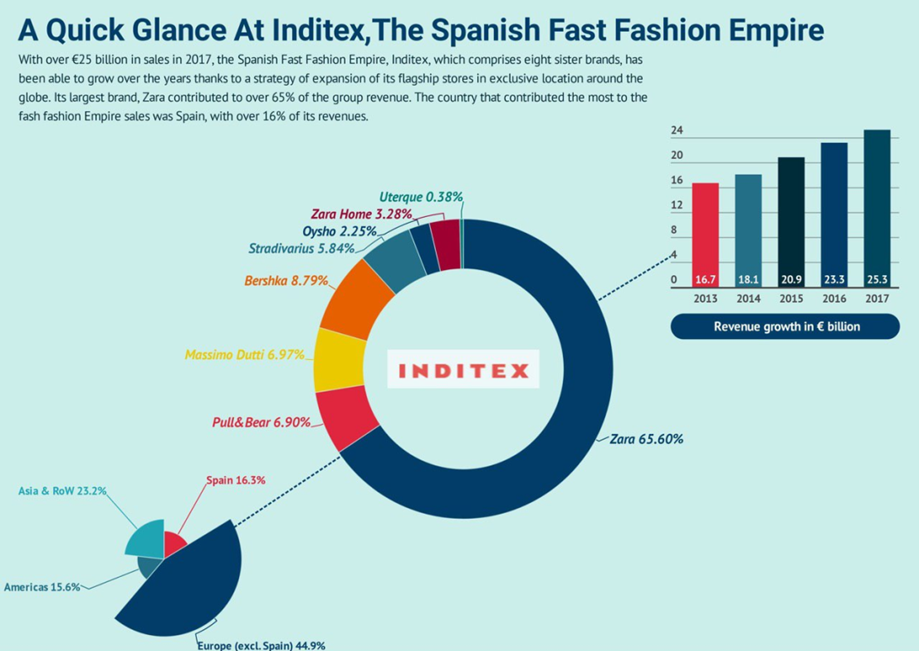 A Quick Glance At Inditex,The Spanish Fast Fashion Empire
With over €25 billion in sales in 2017, the Spanish Fast Fashion Empire, Inditex, which comprises eight sister brands, has
been able to grow over the years thanks to a strategy of expansion of its flagship stores in exclusive location around the
globe. Its largest brand, Zara contributed to over 65% of the group revenue. The country that contributed the most to the
fash fashion Empire sales was Spain, with over 16% of its revenues.
24
20
16
12
8
4
0
16.7
18.1
20.9
23.3
25.3
2013
2014
2015
2016
2017
Revenue growth in € billion
Uterque 0.38%
Zara Home 3.28%
Oysho 2.25%
Stradivarius 5.84%
Bershka 8.79%
Massimo Dutti 6.97%
INDITEX
Pull&Bear 6.90%
Zara 65.60%
Spain 16.3%
Asia & RoW 23.2%
Americas 15.6%
Europe (excl. Spain) 44.9%